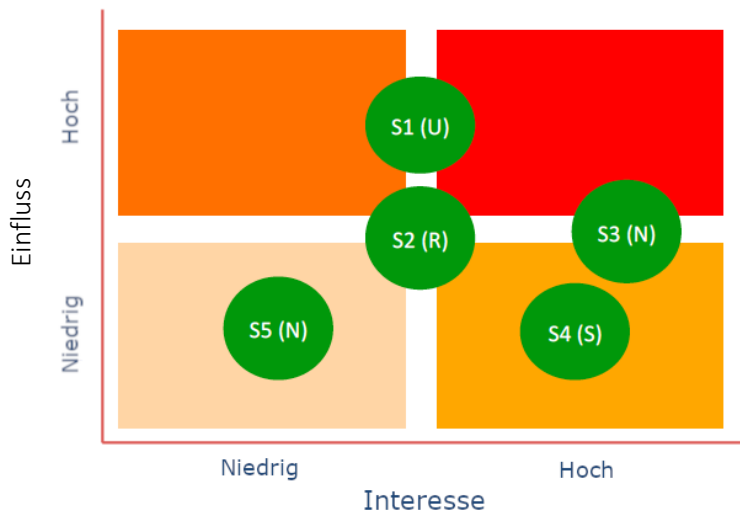 Einfluss
Hoch
Niedrig
S1 (U)
S2 (R)
S3 (N)
S5 (N)
S4 (S)
Niedrig
Hoch
Interesse